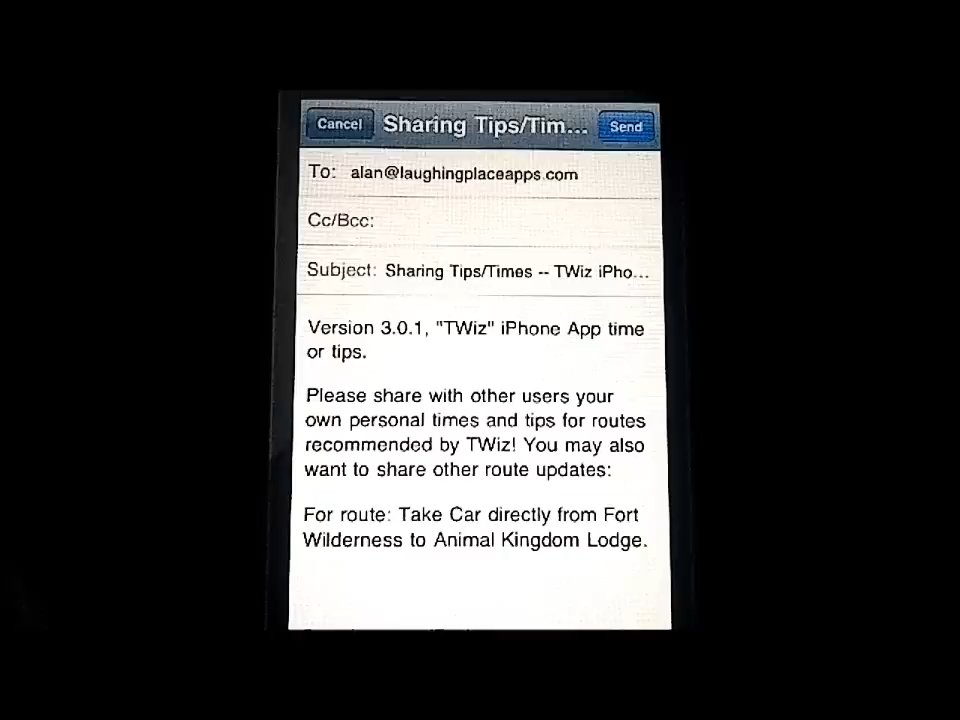 Cancel Sharing Tips/Tim... Send
To: alan@laughingplaceapps.com
Cc/Bcc:
Subject: Sharing Tips/Times -- TWiz iPho...
Version 3.0.1, "TWiz" iPhone App time
or tips.
Please share with other users your
own personal times and tips for routes
recommended by TWiz! You may also
want to share other route updates:
For route: Take Car directly from Fort
Wilderness to Animal Kingdom Lodge.